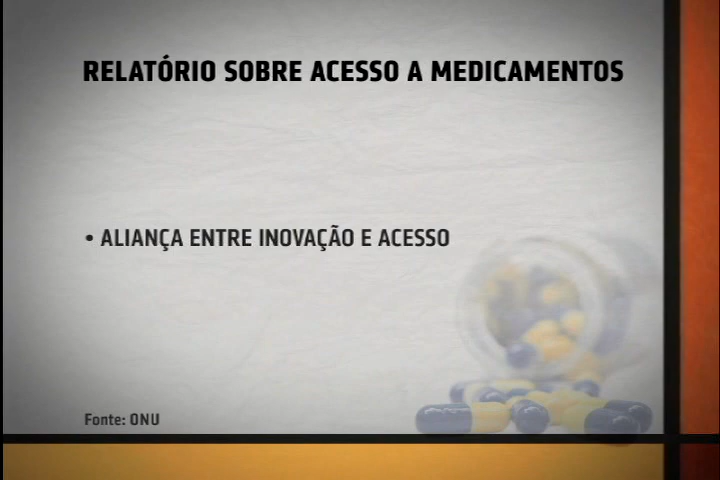 RELATÓRIO SOBRE ACESSO A MEDICAMENTOS
• ALIANÇA ENTRE INOVAÇÃO E ACESSO
Fonte: ONU